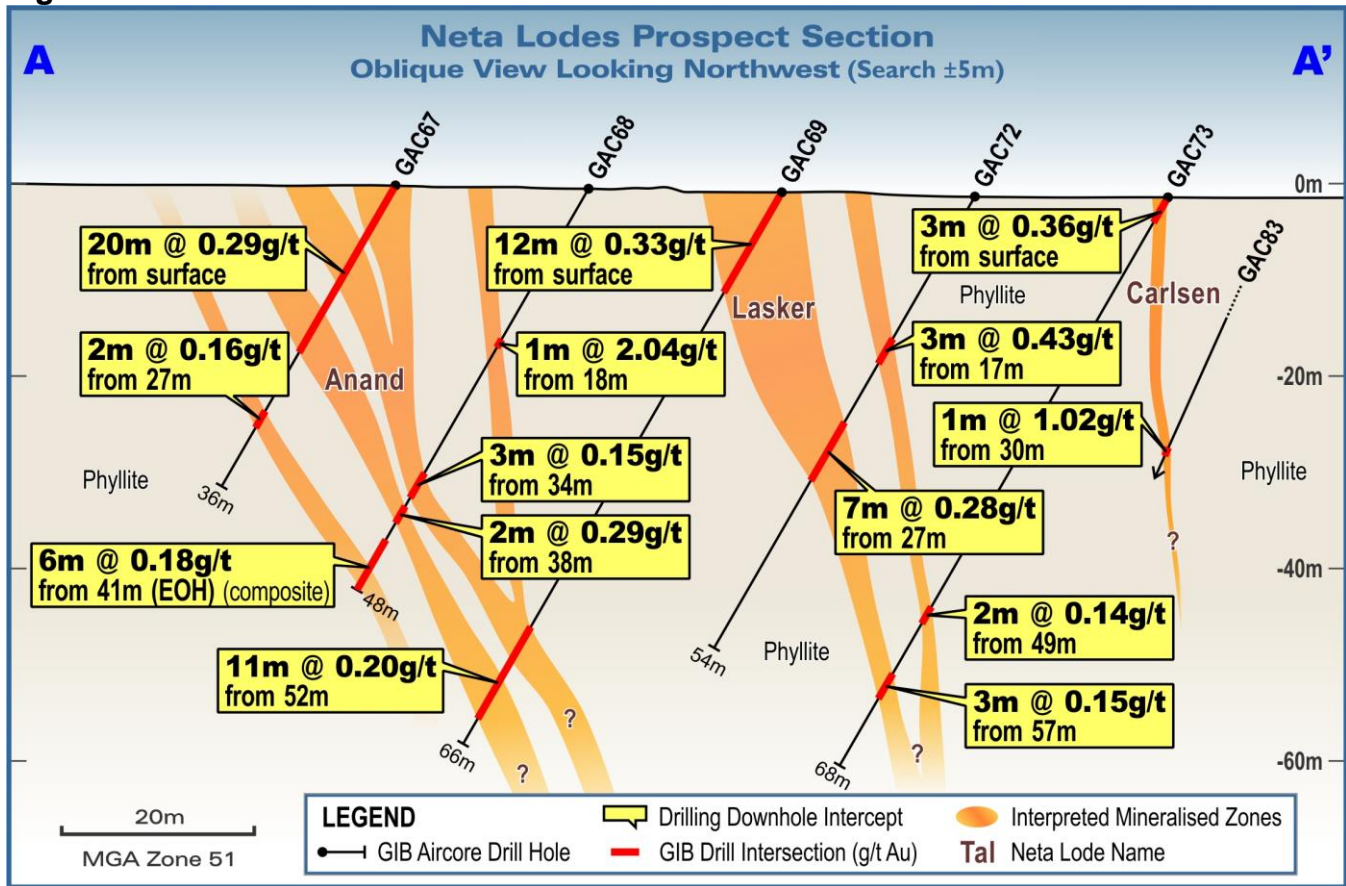 Neta Lodes Prospect Section
Oblique View Looking Northwest (Search ±5m)
A
A'
GAC67
GAC68
GAC69
GAC72
GAC73
GAC83
0m
-20m
-40m
-60m
20m @ 0.29g/t
from surface
12m @ 0.33g/t
from surface
3m @ 0.36g/t
from surface
Phyllite
Carlsen
Lasker
2m @ 0.16g/t
from 27m
Anand
1m @ 2.04g/t
from 18m
3m @ 0.43g/t
from 17m
1m @ 1.02g/t
from 30m
3m @ 0.15g/t
from 34m
Phyllite
Phyllite
36m
2m @ 0.29g/t
from 38m
7m @ 0.28g/t
from 27m
?
6m @ 0.18g/t
from 41m (EOH) (composite)
48m
2m @ 0.14g/t
from 49m
54m
Phyllite
11m @ 0.20g/t
from 52m
3m @ 0.15g/t
from 57m
?
?
?
66m
68m
20m
MGA Zone 51
LEGEND
Drilling Downhole Intercept
Interpreted Mineralised Zones
GIB Aircore Drill Hole
GIB Drill Intersection (g/t Au)
Tal Neta Lode Name